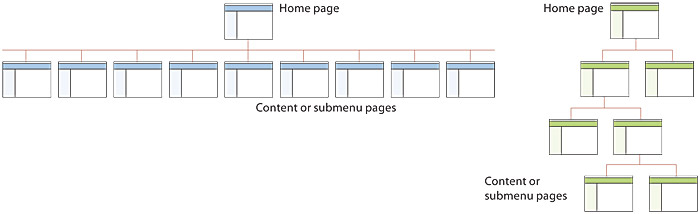 Home page
Content or submenu pages
Home page
Content or
submenu pages